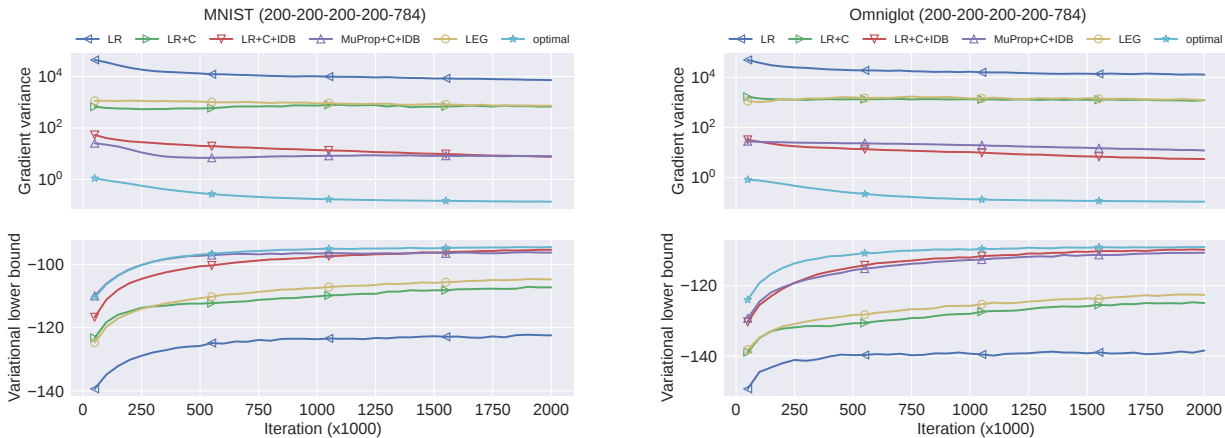 MNIST (200-200-200-200-784)
LR LR+C LR+C+IDB MuProp+C+IDB LEG optimal
Gradient variance
10^4
10^2
10^0
Variational lower bound
−100
−120
−140
0 250 500 750 1000 1250 1500 1750 2000
Iteration (x1000)
Omniglot (200-200-200-200-784)
LR LR+C LR+C+IDB MuProp+C+IDB LEG optimal
Gradient variance
10^4
10^2
10^0
Variational lower bound
−120
−140
0 250 500 750 1000 1250 1500 1750 2000
Iteration (x1000)